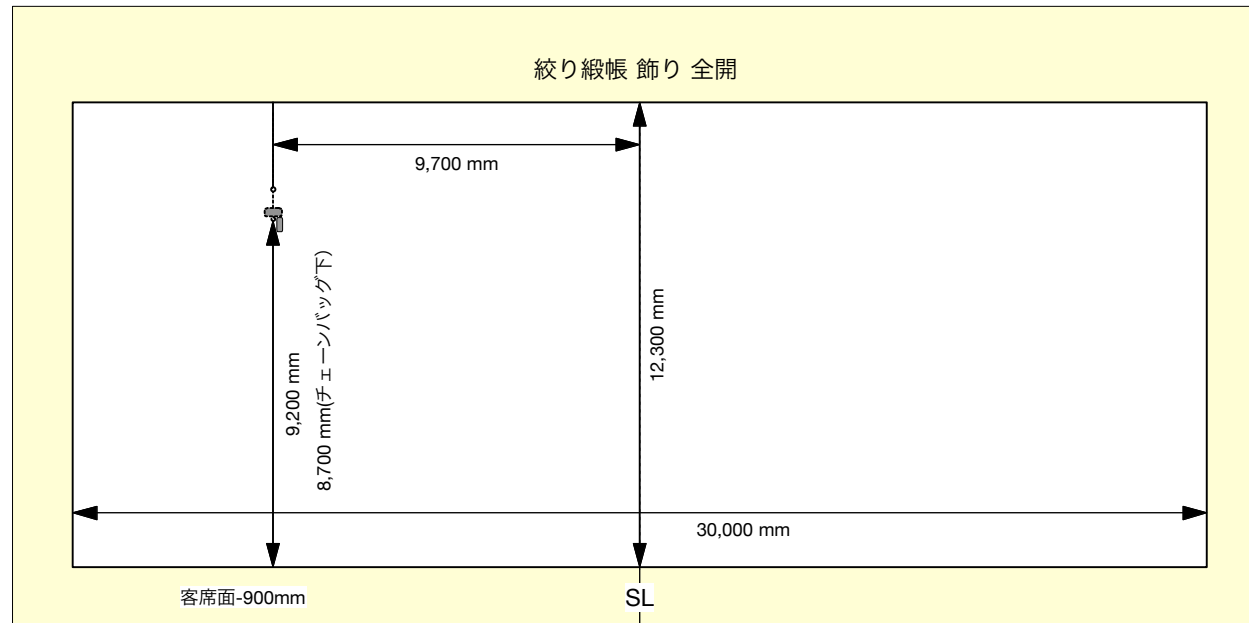 絞り緞帳 飾り 全開
9,700 mm
9,200 mm
8,700 mm(チェーンバッグ下)
12,300 mm
30,000 mm
客席面-900mm
SL